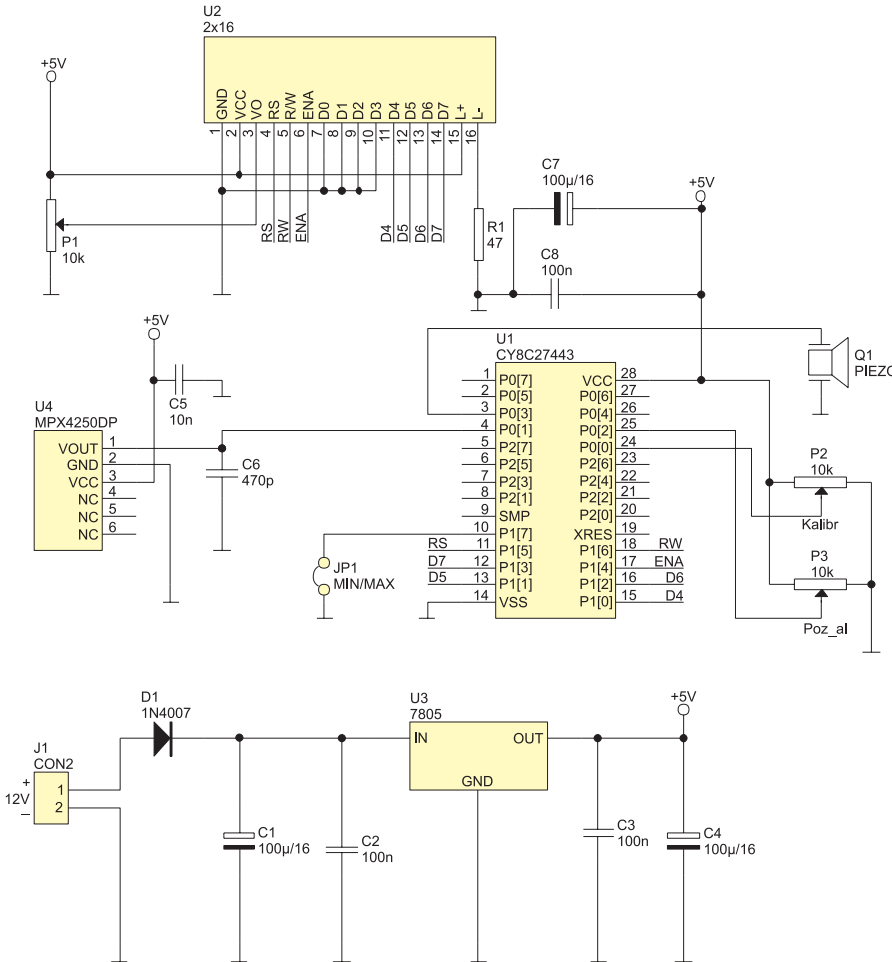 U2
2x16
+5V
GND
VCC
VO
RS
R/W
ENA
D0
D1
D2
D3
D4
D5
D6
D7
L+
L-
1
2
3
4
5
6
7
8
9
10
11
12
13
14
15
16
P1
10k
RS
RW
ENA
D4
D5
D6
D7
R1
47
C7
100µ/16
+5V
C8
100n
+5V
C5
10n
U4
MPX4250DP
VOUT 1
GND 2
VCC 3
NC 4
NC 5
NC 6
C6
470p
U1
CY8C27443
1 P0[7] VCC 28
2 P0[5] P0[6] 27
3 P0[3] P0[4] 26
4 P0[1] P0[2] 25
5 P2[7] P0[0] 24
6 P2[5] P2[6] 23
7 P2[3] P2[4] 22
8 P2[1] P2[2] 21
9 SMP P2[0] 20
10 P1[7] XRES 19
RS 11 P1[5] P1[6] 18 RW
D7 12 P1[3] P1[4] 17 ENA
D5 13 P1[1] P1[2] 16 D6
14 VSS P1[0] 15 D4
JP1
MIN/MAX
Q1
PIEZ
P2
10k
Kalibr
P3
10k
Poz_al
J1
CON2
+
12V
–
1
2
D1
1N4007
C1
100µ/16
C2
100n
U3
7805
IN OUT
GND
C3
100n
+5V
C4
100µ/16